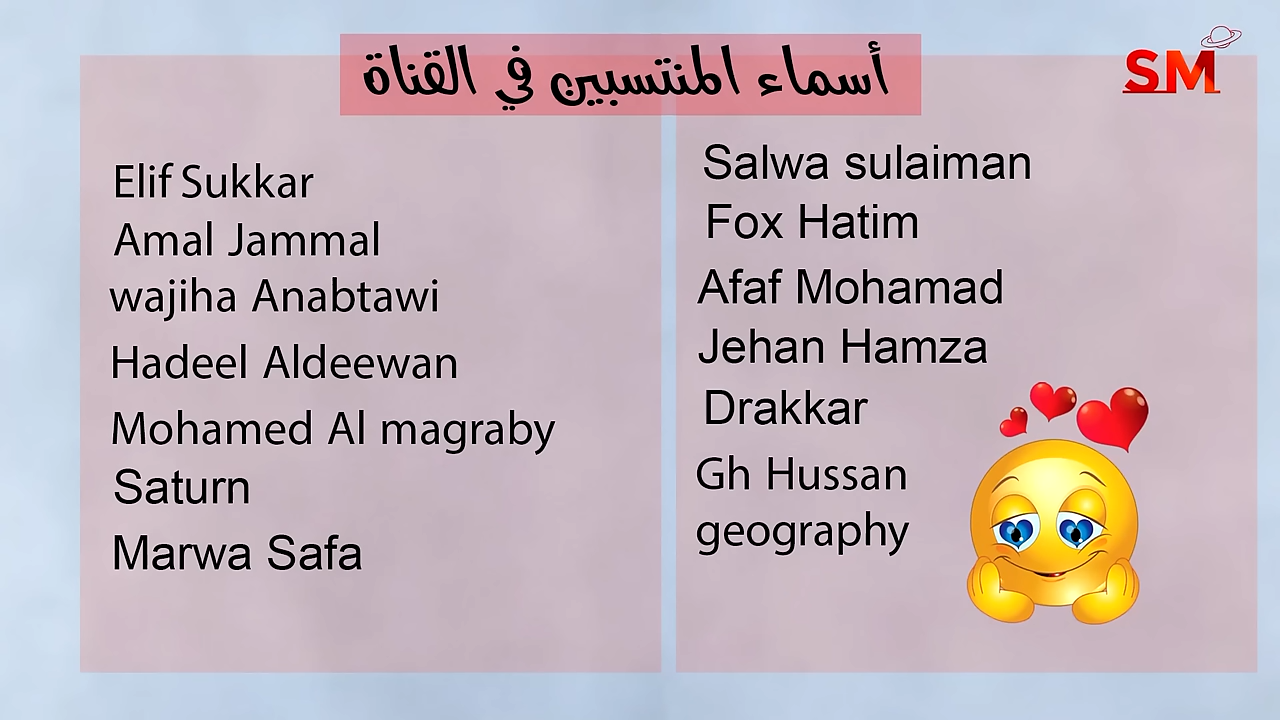 أسماء المنتسبين في القناة
SM
Elif Sukkar
Amal Jammal
wajiha Anabtawi
Hadeel Aldeewan
Mohamed Al magraby
Saturn
Marwa Safa
Salwa sulaiman
Fox Hatim
Afaf Mohamad
Jehan Hamza
Drakkar
Gh Hussan
geography